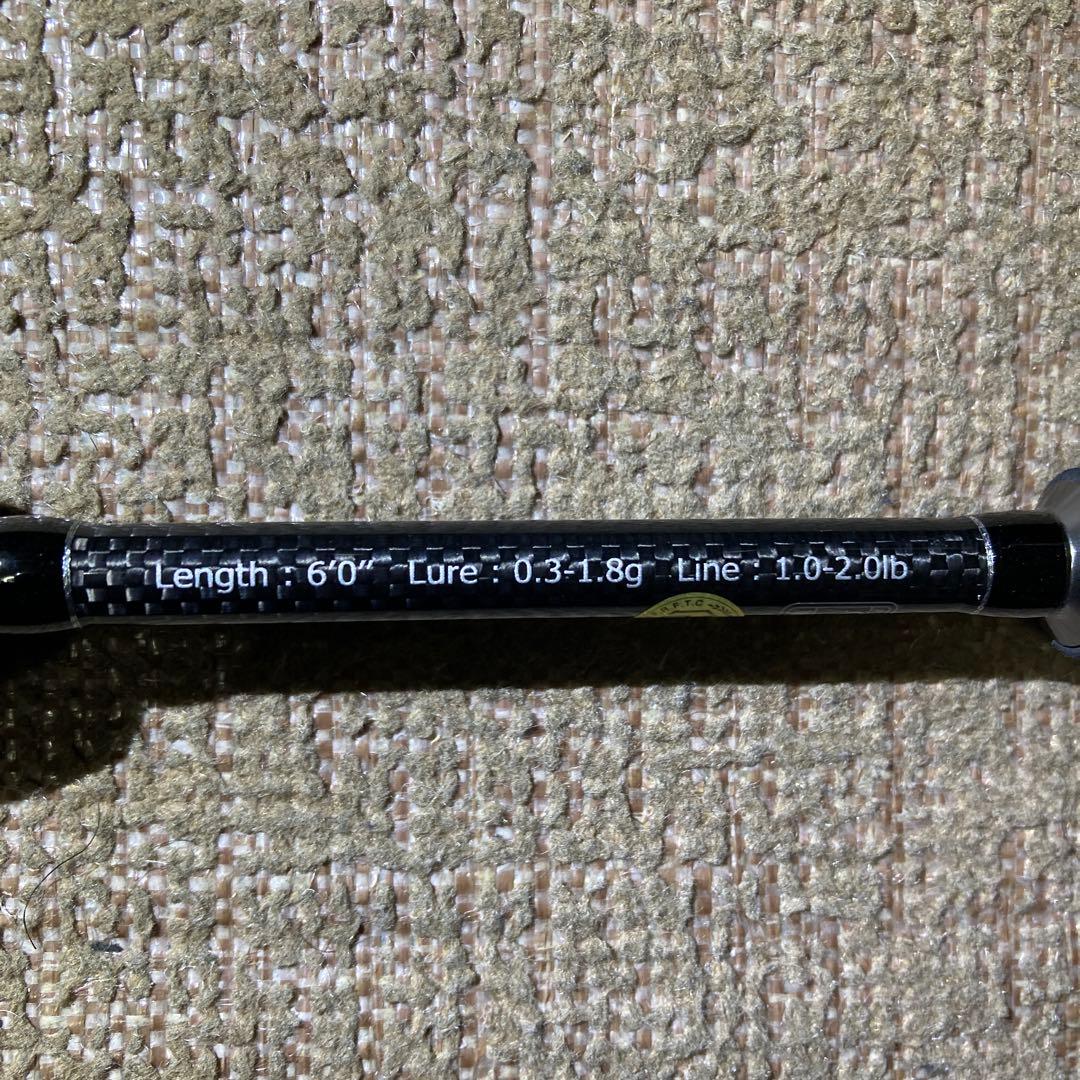 Length : 6'0" Lure : 0.3-1.8g Line : 1.0-2.0lb
R.F.T.C